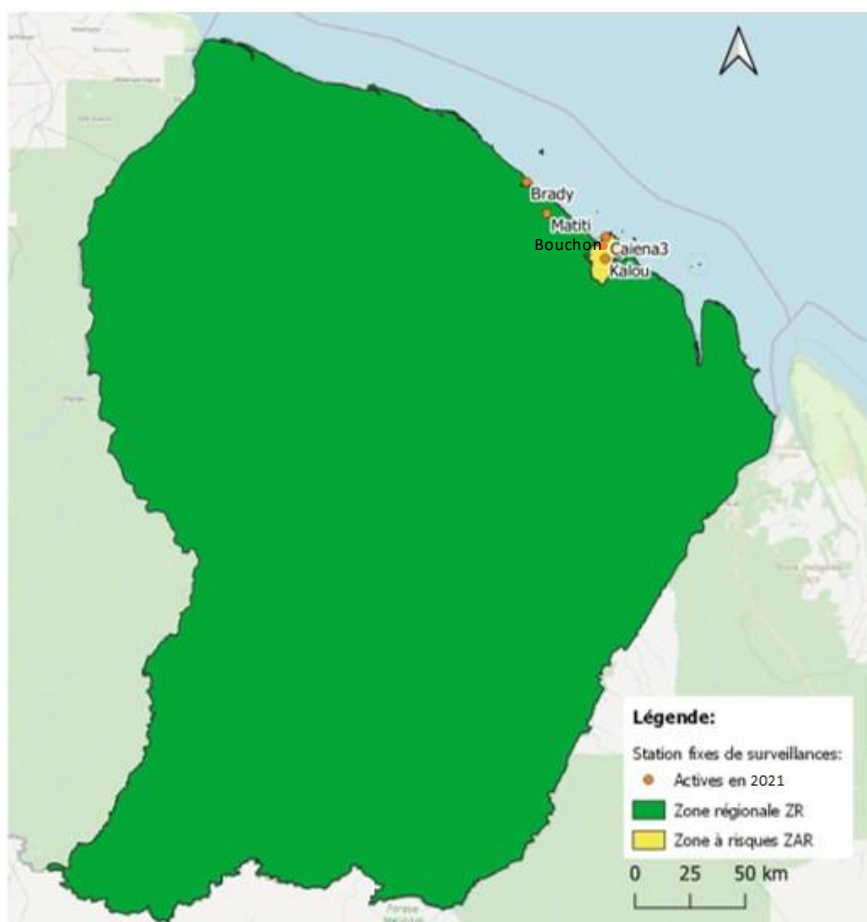 Brady
Matiti
Bouchon
Caiena3
Kalou
Légende:
Station fixes de surveillances:
Actives en 2021
Zone régionale ZR
Zone à risques ZAR
0 25 50 km